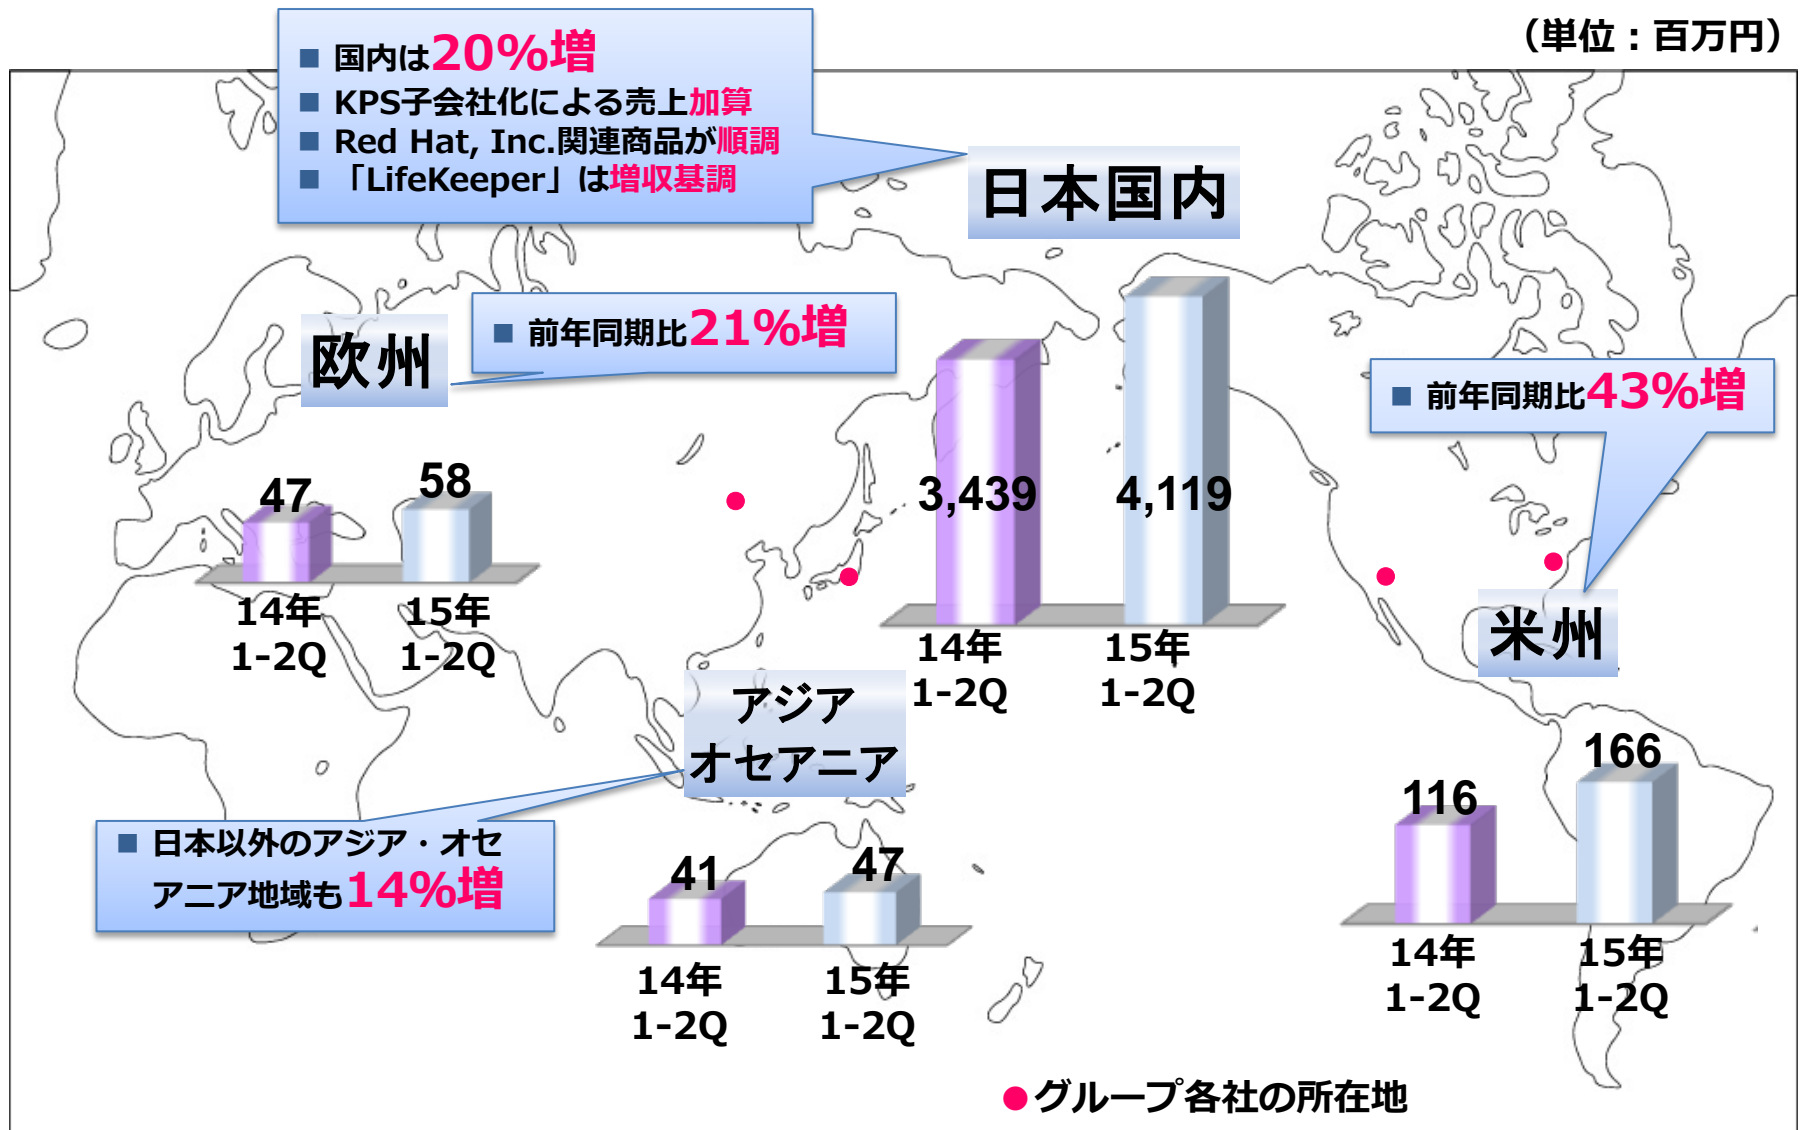 （単位：百万円）
■ 国内は20%増
■ KPS子会社化による売上加算
■ Red Hat, Inc.関連商品が順調
■ 「LifeKeeper」は増収基調
日本国内
3,439
4,119
14年
1-2Q
15年
1-2Q
欧州
■ 前年同期比21%増
47
58
14年
1-2Q
15年
1-2Q
■ 前年同期比43%増
米州
116
166
14年
1-2Q
15年
1-2Q
アジア
オセアニア
■ 日本以外のアジア・オセ
アニア地域も14%増
41
47
14年
1-2Q
15年
1-2Q
●グループ各社の所在地